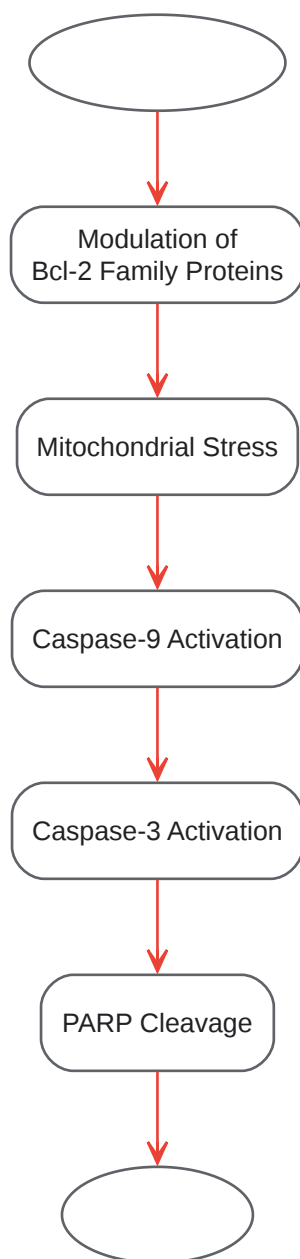 Modulation of
Bcl-2 Family Proteins
Mitochondrial Stress
Caspase-9 Activation
Caspase-3 Activation
PARP Cleavage